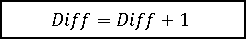 Diff = Diff + 1